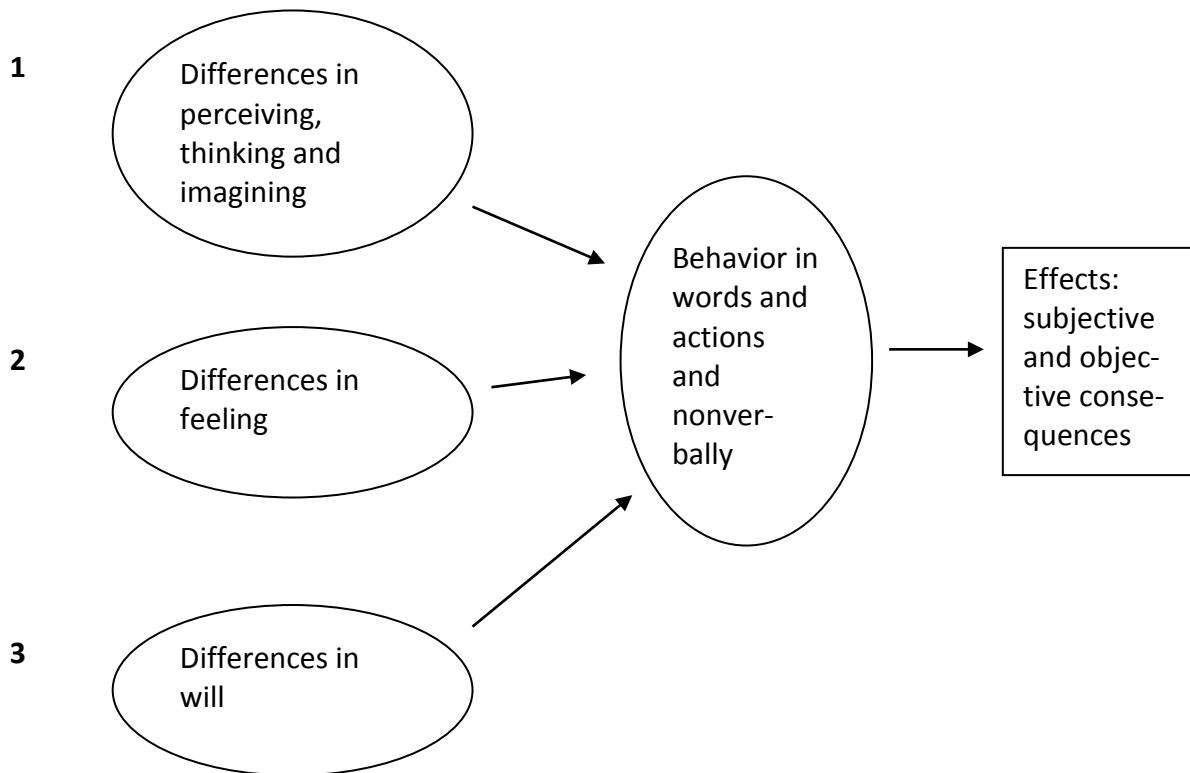 1
Differences in
perceiving,
thinking and
imagining
2
Differences in
feeling
3
Differences in
will
Behavior in
words and
actions
and
nonver-
bally
Effects:
subjective
and objec-
tive conse-
quences